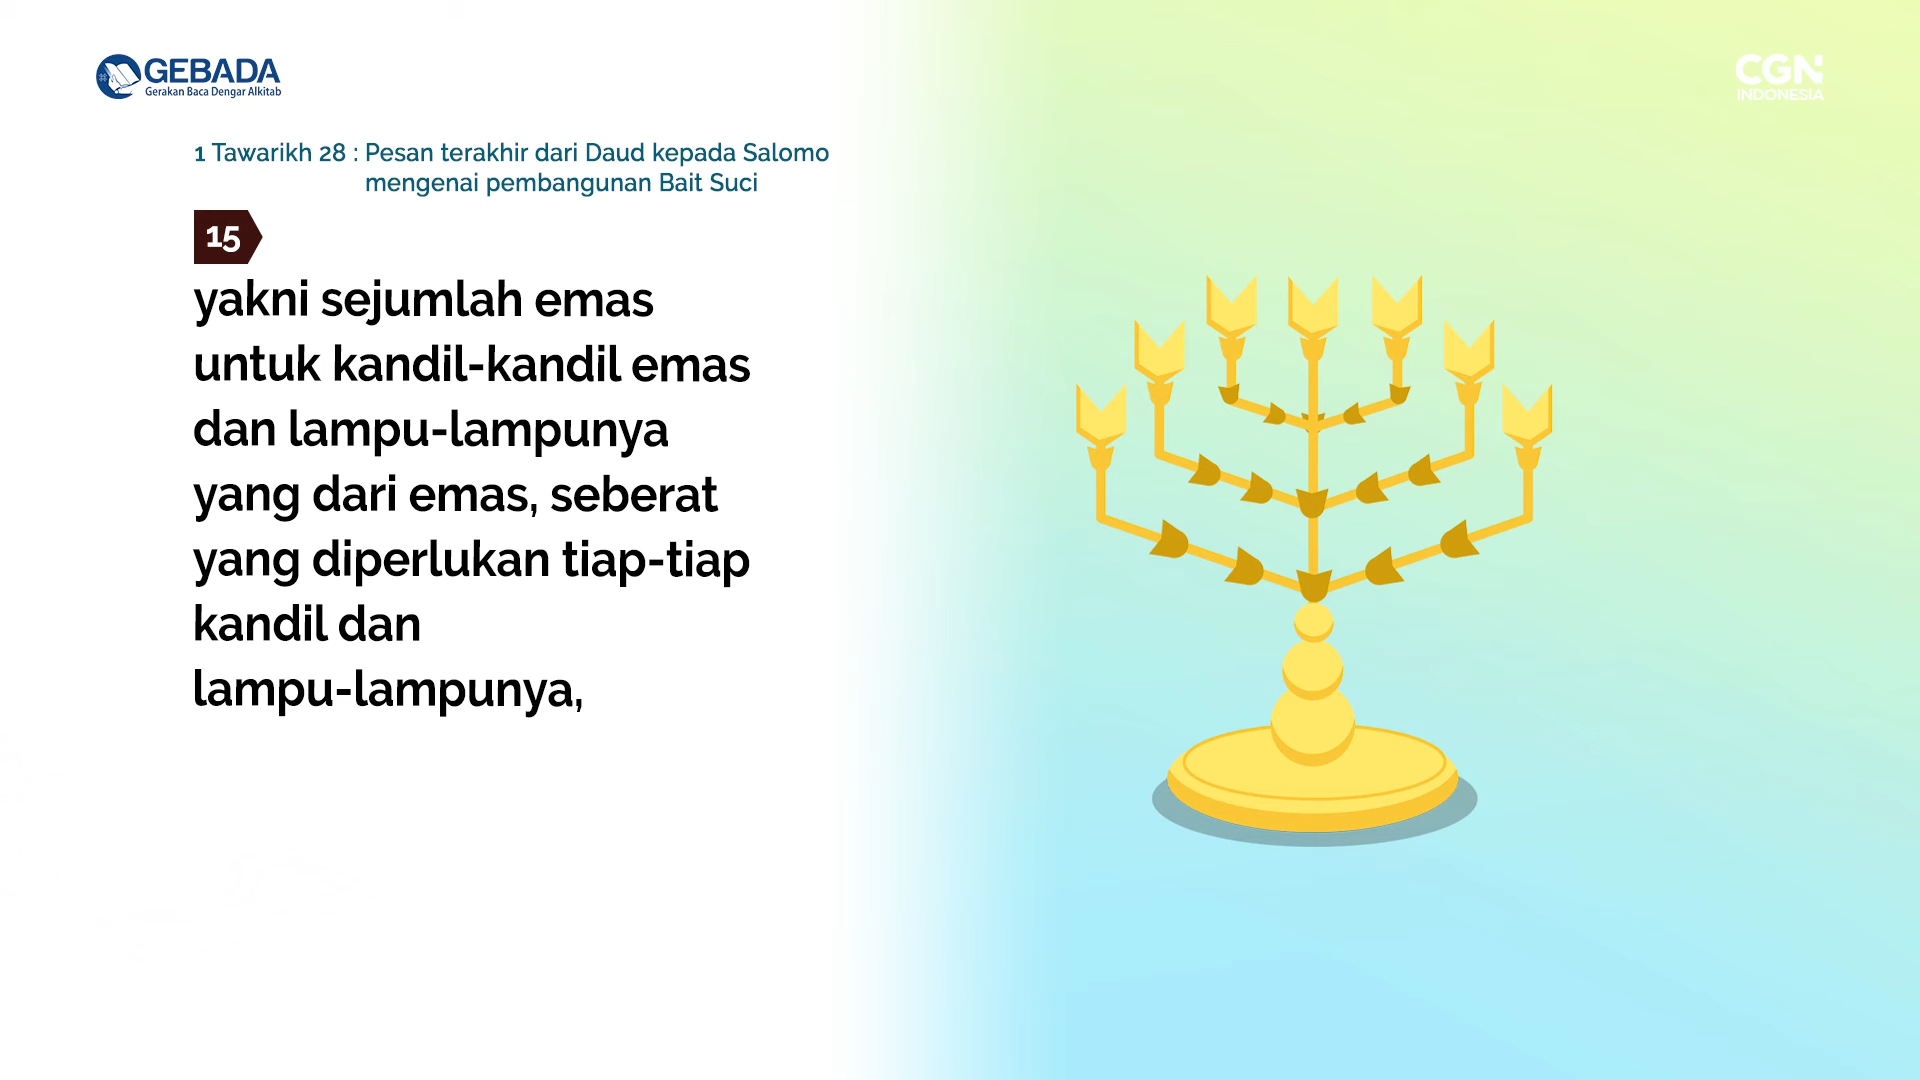 GEBADA
Gerakan Baca Dengar Alkitab
CGN
INDONESIA
1 Tawarikh 28 : Pesan terakhir dari Daud kepada Salomo
mengenai pembangunan Bait Suci
15
yakni sejumlah emas
untuk kandil-kandil emas
dan lampu-lampunya
yang dari emas, seberat
yang diperlukan tiap-tiap
kandil dan
lampu-lampunya,